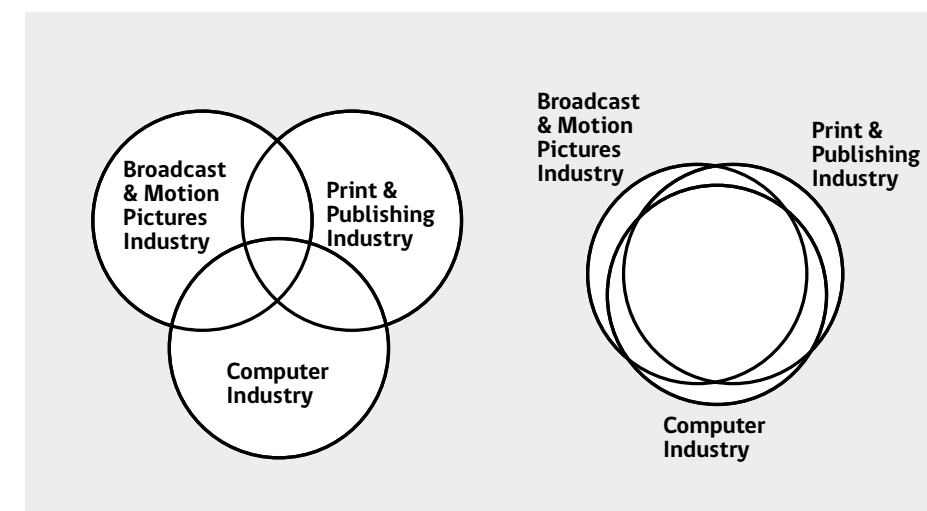 Broadcast
& Motion
Pictures
Industry
Print &
Publishing
Industry
Computer
Industry
Broadcast
& Motion
Pictures
Industry
Print &
Publishing
Industry
Computer
Industry